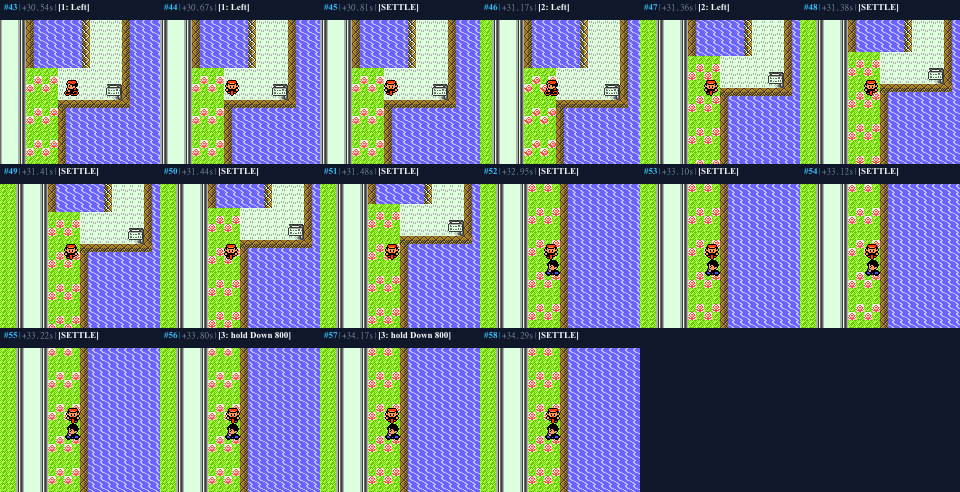 #43|+30.54s|[1: Left]
#44|+30.67s|[1: Left]
#45|+30.81s|[SETTLE]
#46|+31.17s|[2: Left]
#47|+31.36s|[2: Left]
#48|+31.38s|[SETTLE]
#49|+31.41s|[SETTLE]
#50|+31.44s|[SETTLE]
#51|+31.48s|[SETTLE]
#52|+32.95s|[SETTLE]
#53|+33.10s|[SETTLE]
#54|+33.12s|[SETTLE]
#55|+33.22s|[SETTLE]
#56|+33.80s|[3: hold Down 800]
#57|+34.17s|[3: hold Down 800]
#58|+34.29s|[SETTLE]